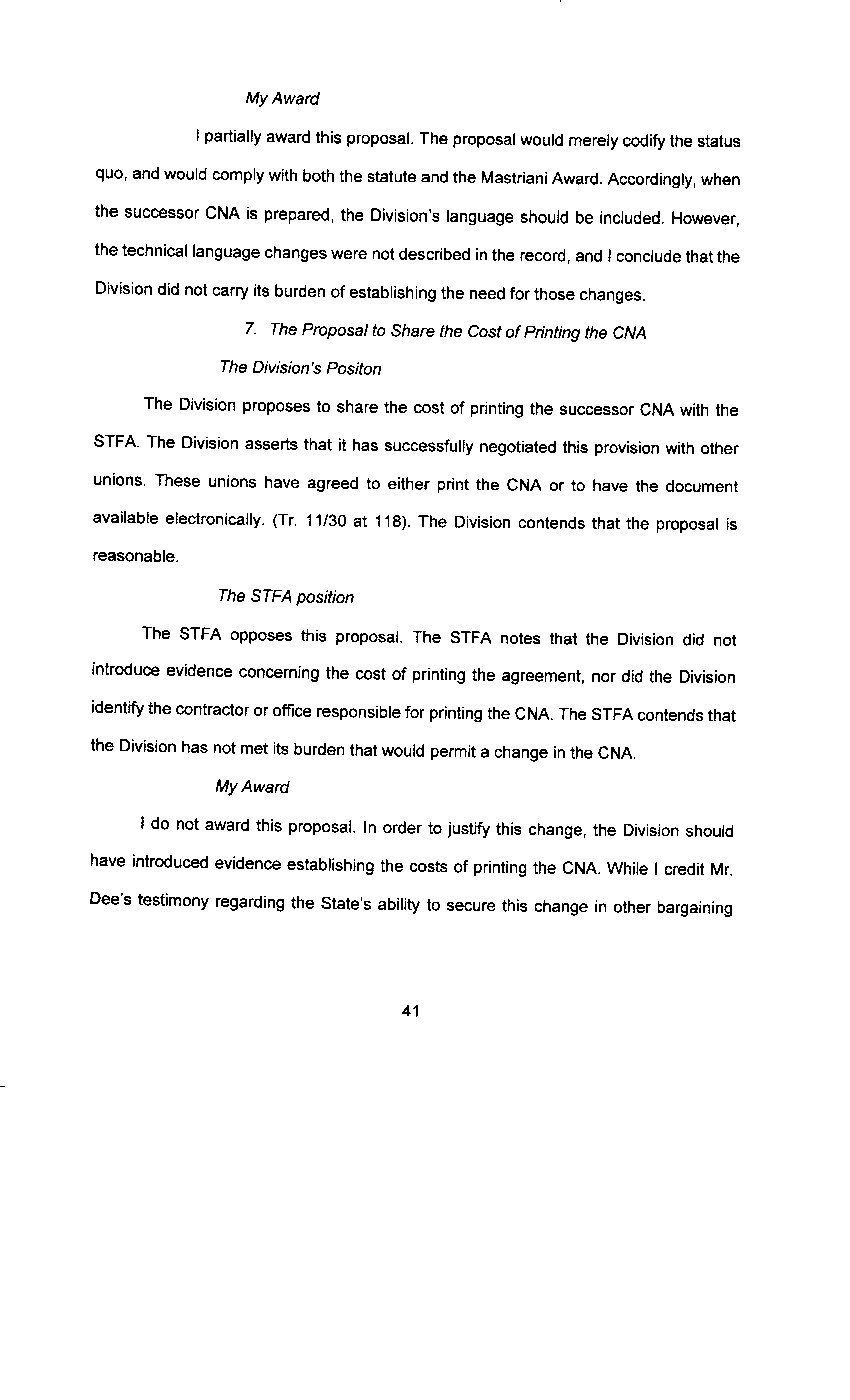 My Award
I partially award this proposal. The proposal would merely codify the status
quo, and would comply with both the statute and the Mastriani Award. Accordingly, when
the successor CNA is prepared, the Division's language should be included. However,
the technical language changes were not described in the record, and I conclude that the
Division did not carry its burden of establishing the need for those changes.
7. The Proposal to Share the Cost of Printing the CNA
The Division's Positon
The Division proposes to share the cost of printing the successor CNA with the
STFA. The Division asserts that it has successfully negotiated this provision with other
unions. These unions have agreed to either print the CNA or to have the document
available electronically. (Tr. 11/30 at 118). The Division contends that the proposal is
reasonable.
The STFA position
The STFA opposes this proposal. The STFA notes that the Division did not
introduce evidence concerning the cost of printing the agreement, nor did the Division
identify the contractor or office responsible for printing the CNA. The STFA contends that
the Division has not met its burden that would permit a change in the CNA.
My Award
I do not award this proposal. In order to justify this change, the Division should
have introduced evidence establishing the costs of printing the CNA. While I credit Mr.
Dee's testimony regarding the State's ability to secure this change in other bargaining
41